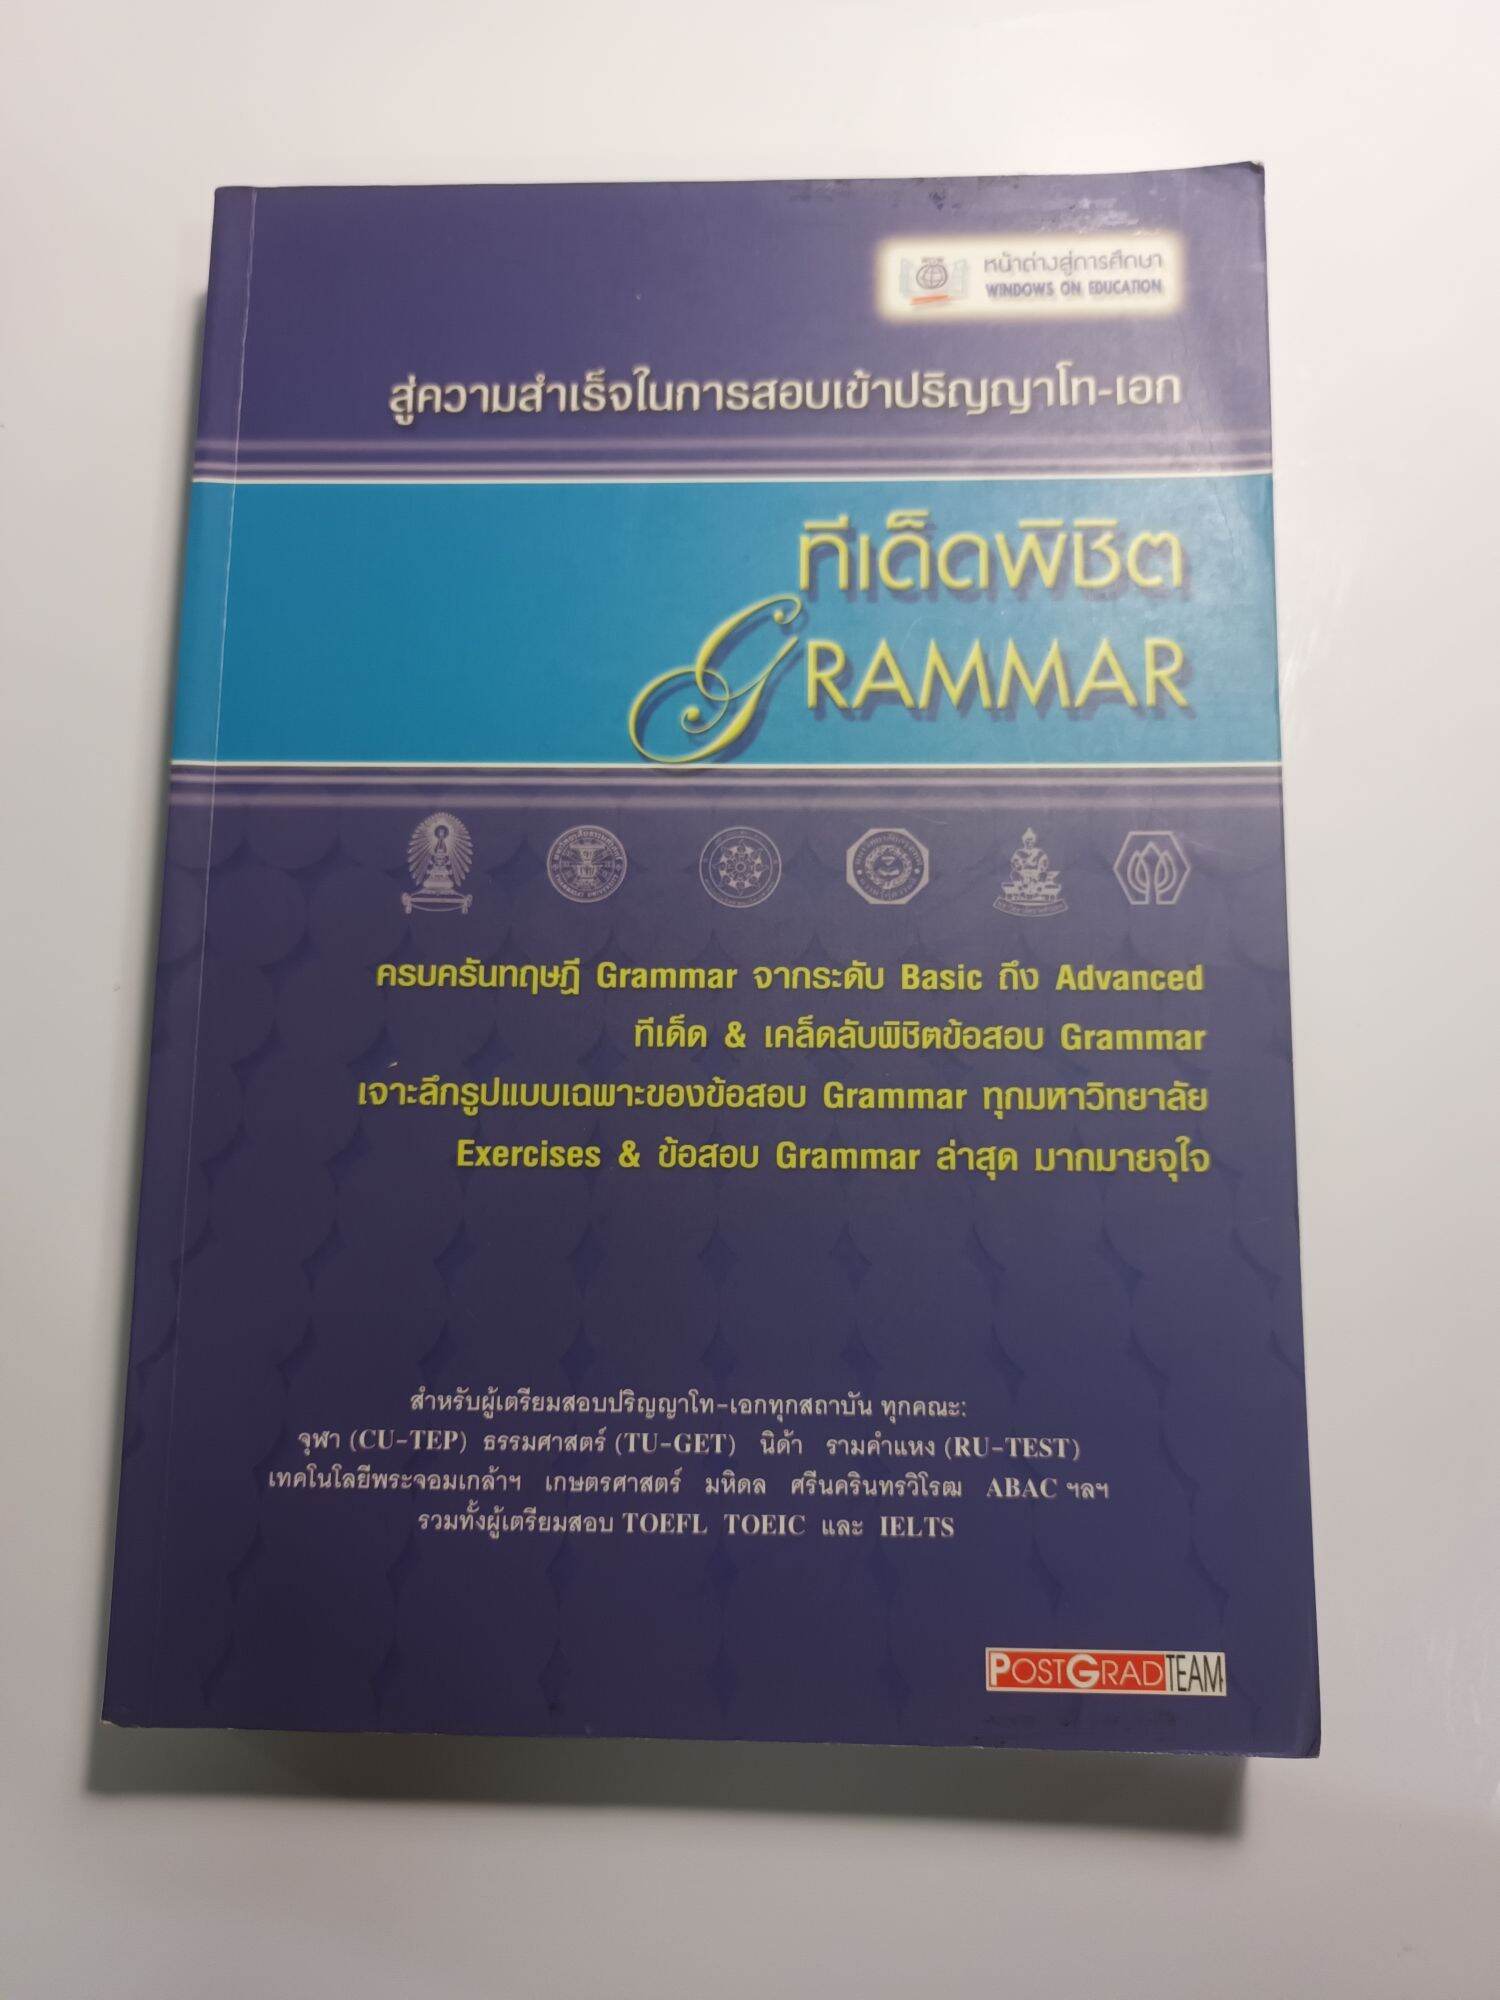 หน้าต่างสู่การศึกษา
WINDOWS ON EDUCATION
สู่ความสำเร็จในการสอบเข้าปริญญาโท-เอก
ทีเด็ดพิชิต
GRAMMAR
ครบครันทฤษฎี Grammar จากระดับ Basic ถึง Advanced
ทีเด็ด & เคล็ดลับพิชิตข้อสอบ Grammar
เจาะลึกรูปแบบเฉพาะของข้อสอบ Grammar ทุกมหาวิทยาลัย
Exercises & ข้อสอบ Grammar ล่าสุด มากมายจุใจ
สำหรับผู้เตรียมสอบปริญญาโท-เอกทุกสถาบัน ทุกคณะ:
จุฬา (CU-TEP) ธรรมศาสตร์ (TU-GET) นิด้า รามคำแหง (RU-TEST)
เทคโนโลยีพระจอมเกล้าฯ เกษตรศาสตร์ มหิดล ศรีนครินทรวิโรฒ ABAC ฯลฯ
รวมทั้งผู้เตรียมสอบ TOEFL TOEIC และ IELTS
POSTGRADTEAM